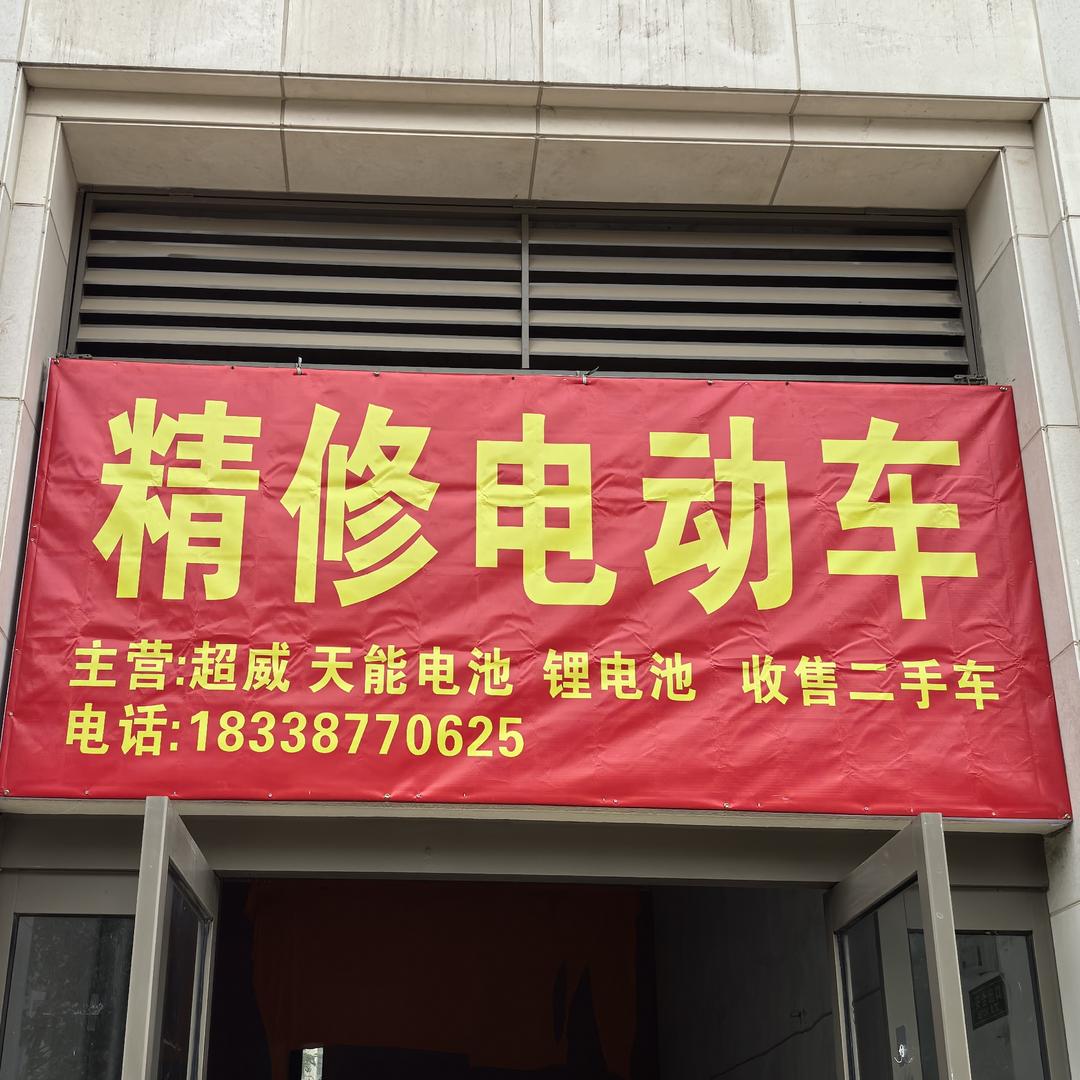 精修电动车
主营:超威 天能电池 锂电池 收售二手车
电话:18338770625